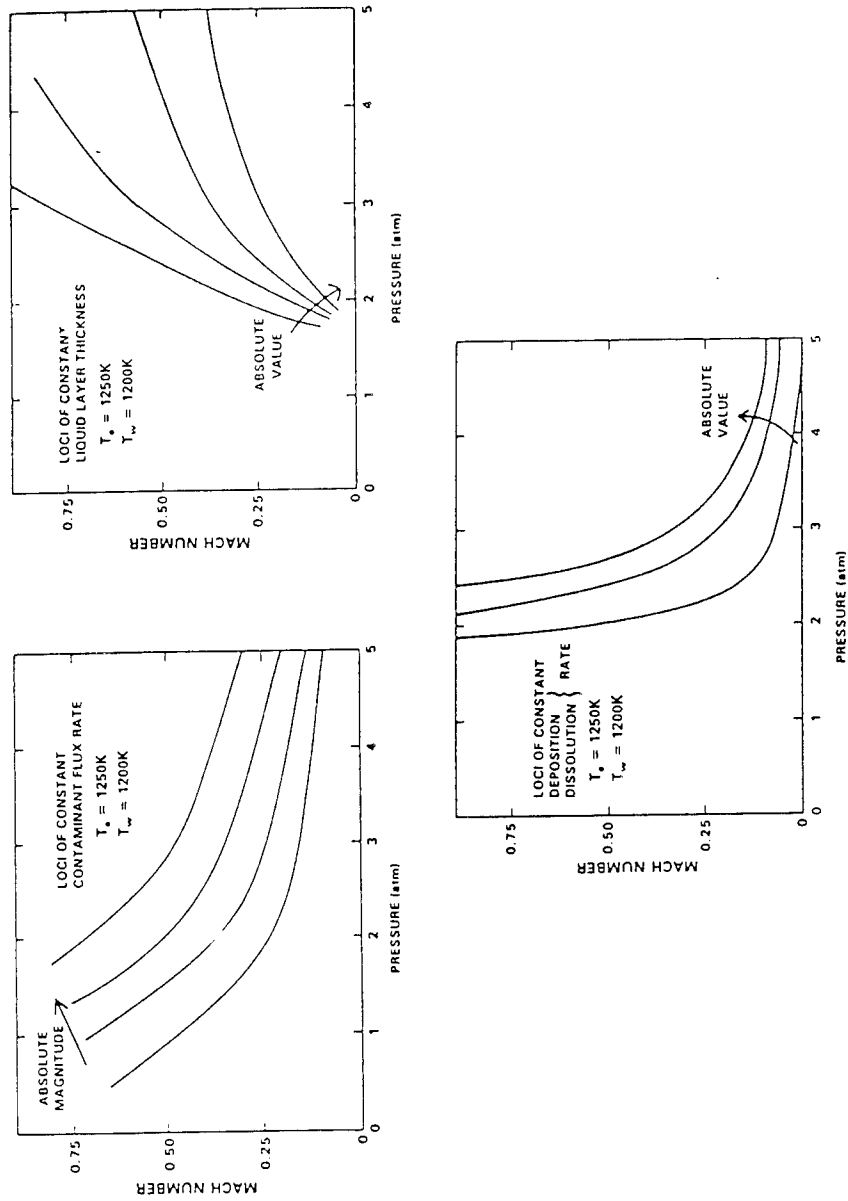 MACH NUMBER
0.75
0.50
0.25
0
LOCI OF CONSTANT
CONTAMINANT FLUX RATE
Te = 1250K
Tw = 1200K
ABSOLUTE
MAGNITUDE
0
1
2
3
4
5
PRESSURE (atm)
MACH NUMBER
0.75
0.50
0.25
0
LOCI OF CONSTANT
LIQUID LAYER THICKNESS
Te = 1250K
Tw = 1200K
ABSOLUTE
VALUE
0
1
2
3
4
5
PRESSURE (atm)
MACH NUMBER
0.75
0.50
0.25
0
LOCI OF CONSTANT
DEPOSITION
DISSOLUTION } RATE
Te = 1250K
Tw = 1200K
ABSOLUTE
VALUE
0
1
2
3
4
5
PRESSURE (atm)